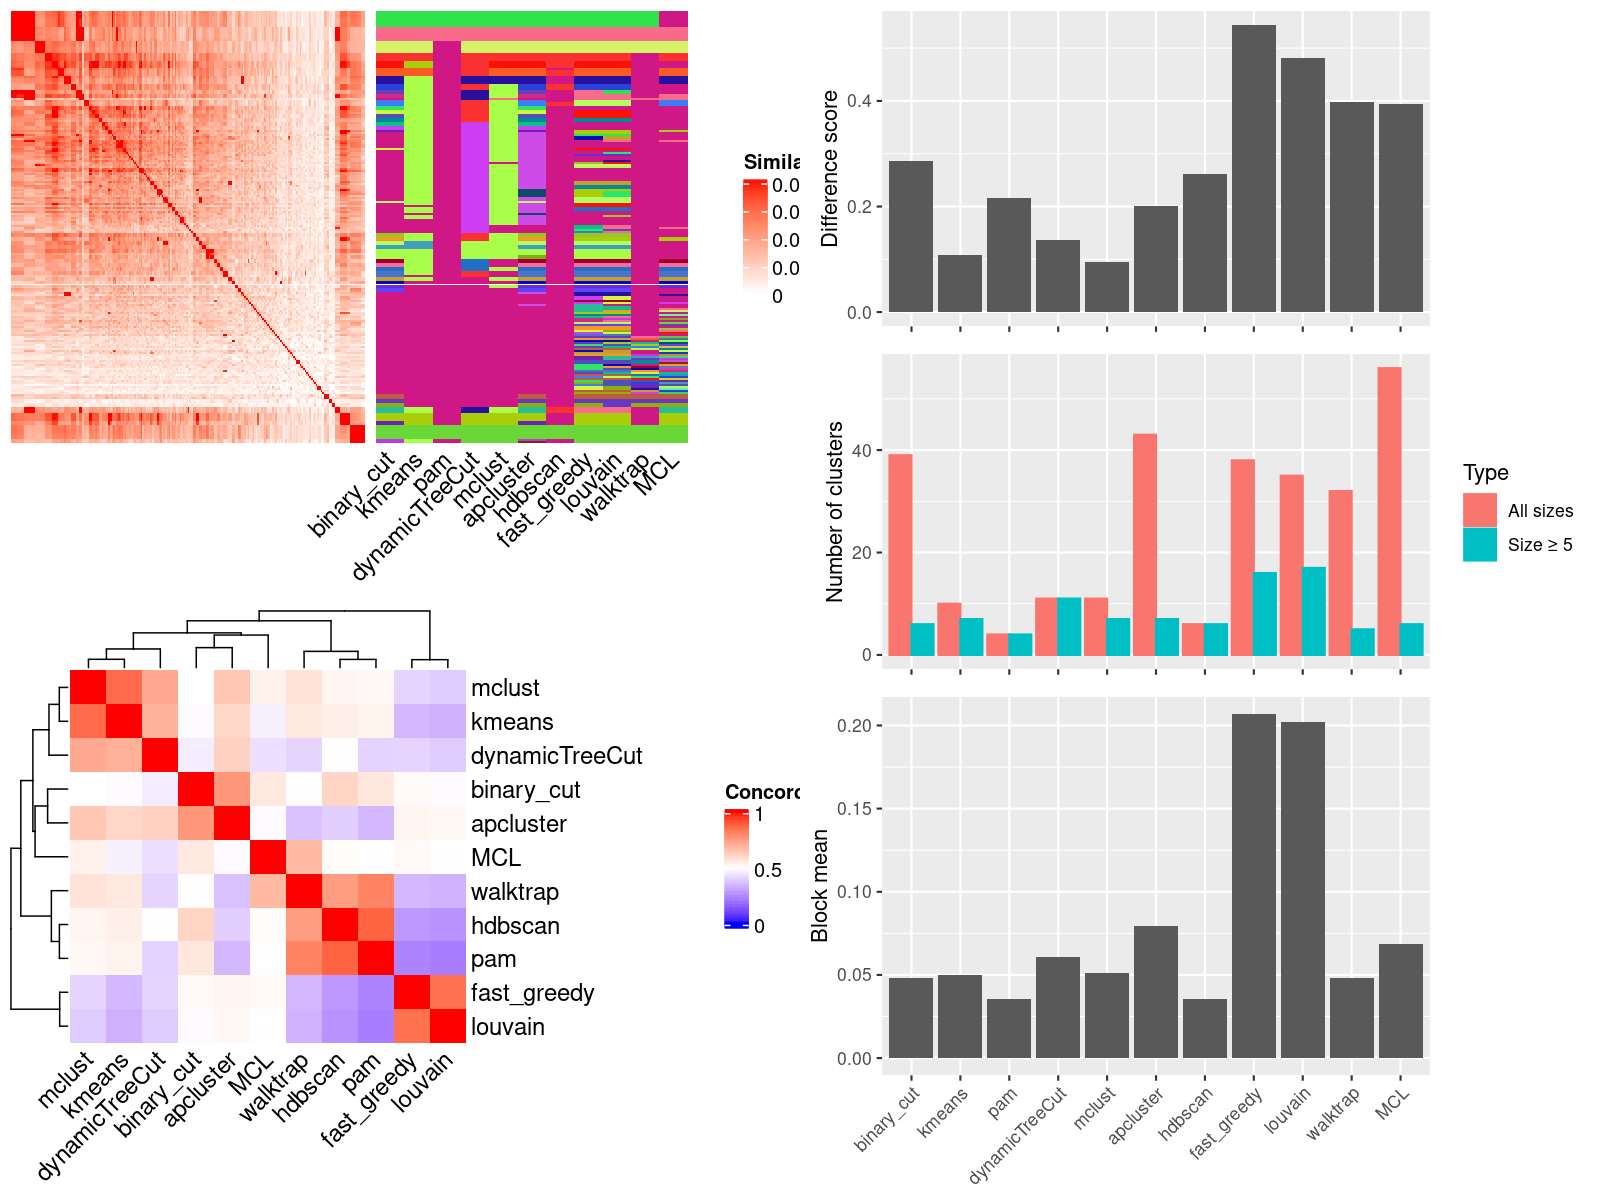 Simila
0.0
0.0
0.0
0.0
0
binary_cut
kmeans
pam
dynamicTreeCut
mclust
apcluster
hdbscan
fast_greedy
louvain
walktrap
MCL
mclust
kmeans
dynamicTreeCut
binary_cut
apcluster
MCL
walktrap
hdbscan
pam
fast_greedy
louvain
mclust
kmeans
dynamicTreeCut
binary_cut
apcluster
MCL
walktrap
hdbscan
pam
fast_greedy
louvain
Concord
1
0.5
0
Difference score
0.4
0.2
0.0
Number of clusters
40
20
0
Type
All sizes
Size ≥ 5
Block mean
0.20
0.15
0.10
0.05
0.00
binary_cut
kmeans
pam
dynamicTreeCut
mclust
apcluster
hdbscan
fast_greedy
louvain
walktrap
MCL